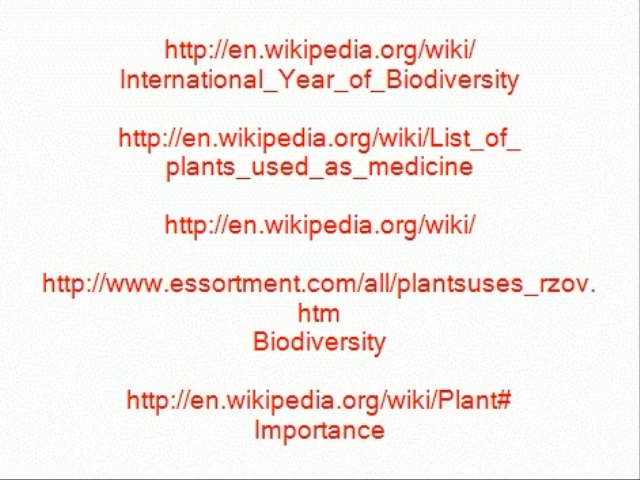 http://en.wikipedia.org/wiki/
International_Year_of_Biodiversity
http://en.wikipedia.org/wiki/List_of_
plants_used_as_medicine
http://en.wikipedia.org/wiki/
http://www.essortment.com/all/plantsuses_rzov.
htm
Biodiversity
http://en.wikipedia.org/wiki/Plant#
Importance